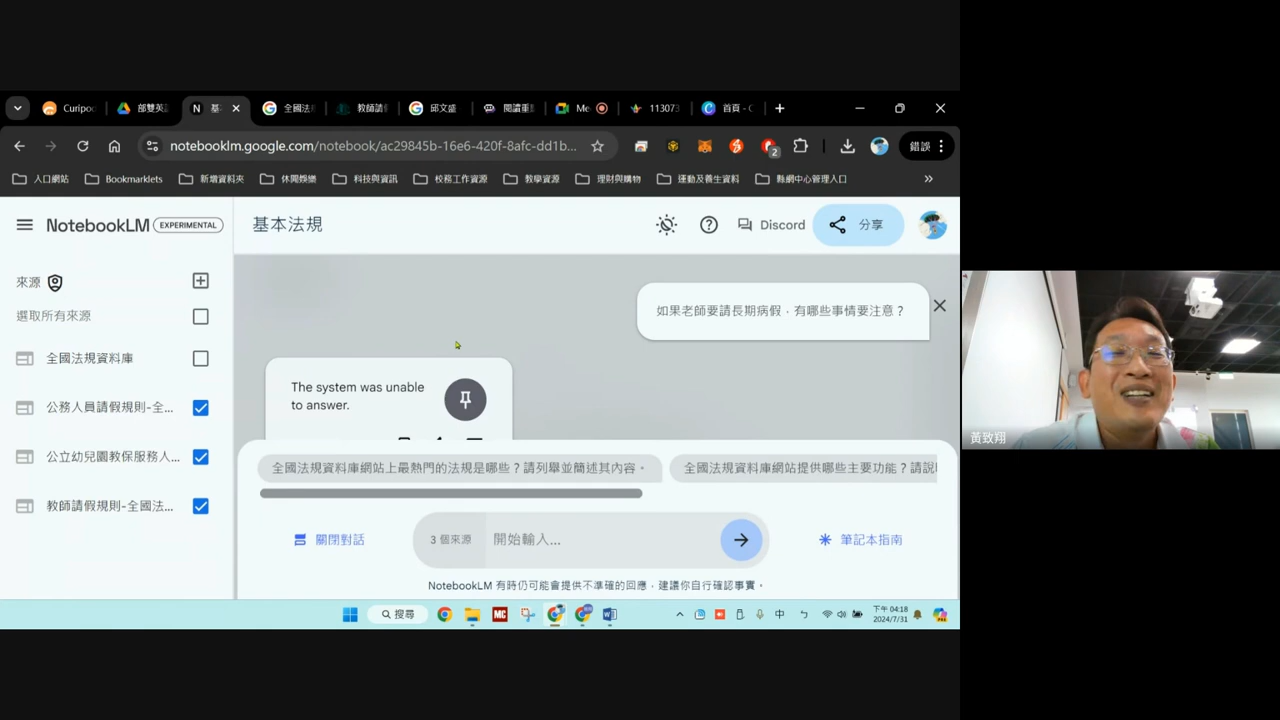 Curipo
部雙英
基
全國法
教師請
邱文盛
閱讀重
Me
11307
首頁 - C
notebooklm.google.com/notebook/ac29845b-16e6-420f-8afc-dd1b...
2
錯誤
人口網站
Bookmarklets
新增資料夾
休閒娛樂
科技與資訊
校務工作資源
教學資源
理財與購物
運動及養生資料
縣網中心管理入口
NotebookLM EXPERIMENTAL
基本法規
Discord
分享
來源
選取所有來源
全國法規資料庫
公務人員請假規則-全...
公立幼兒園教保服務人...
教師請假規則-全國法...
如果老師要請長期病假，有哪些事情要注意？
The system was unable
to answer.
全國法規資料庫網站上最熱門的法規是哪些？請列舉並簡述其內容。
全國法規資料庫網站提供哪些主要功能？請說
關閉對話
3 個來源
開始輸入...
筆記本指南
NotebookLM 有時仍可能會提供不準確的回應，建議你自行確認事實。
搜尋
中
下午 04:18
2024/7/31
黃致翔